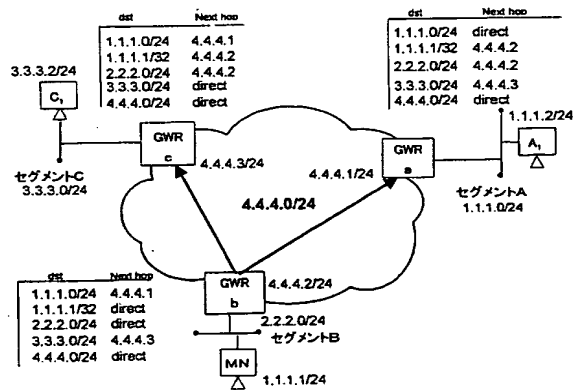 dst Next hop
1.1.1.0/24 4.4.4.1
1.1.1.1/32 4.4.4.2
2.2.2.0/24 4.4.4.2
3.3.3.0/24 direct
4.4.4.0/24 direct
dst Next hop
1.1.1.0/24 direct
1.1.1.1/32 4.4.4.2
2.2.2.0/24 4.4.4.2
3.3.3.0/24 4.4.4.3
4.4.4.0/24 direct
3.3.3.2/24
C1
1.1.1.2/24
A1
GWR
c
4.4.4.3/24
GWR
a
4.4.4.1/24
セグメントC
3.3.3.0/24
セグメントA
1.1.1.0/24
4.4.4.0/24
dst Next hop
1.1.1.0/24 4.4.4.1
1.1.1.1/32 direct
2.2.2.0/24 direct
3.3.3.0/24 4.4.4.3
4.4.4.0/24 direct
GWR
b
4.4.4.2/24
2.2.2.0/24
セグメントB
MN
1.1.1.1/24